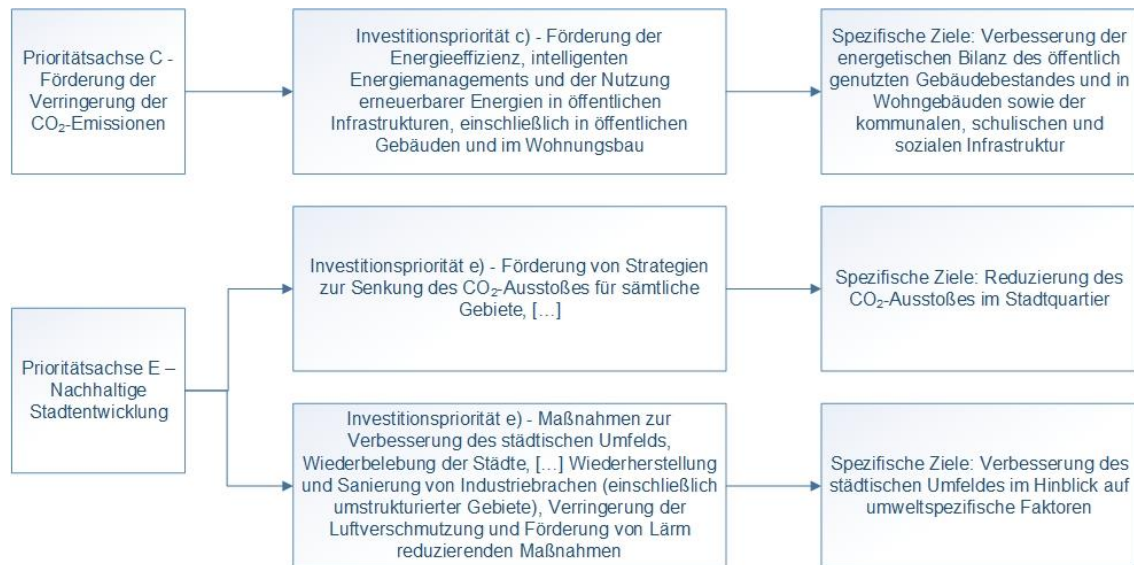 Prioritätsachse C -
Förderung der
Verringerung der
CO₂-Emissionen
Investitionspriorität c) - Förderung der
Energieeffizienz, intelligenten
Energiemanagements und der Nutzung
erneuerbarer Energien in öffentlichen
Infrastrukturen, einschließlich in öffentlichen
Gebäuden und im Wohnungsbau
Spezifische Ziele: Verbesserung der
energetischen Bilanz des öffentlich
genutzten Gebäudebestandes und in
Wohngebäuden sowie der
kommunalen, schulischen und
sozialen Infrastruktur
Prioritätsachse E –
Nachhaltige
Stadtentwicklung
Investitionspriorität e) - Förderung von Strategien
zur Senkung des CO₂-Ausstoßes für sämtliche
Gebiete, […]
Spezifische Ziele: Reduzierung des
CO₂-Ausstoßes im Stadtquartier
Investitionspriorität e) - Maßnahmen zur
Verbesserung des städtischen Umfelds,
Wiederbelebung der Städte, […] Wiederherstellung
und Sanierung von Industriebrachen (einschließlich
umstrukturierter Gebiete), Verringerung der
Luftverschmutzung und Förderung von Lärm
reduzierenden Maßnahmen
Spezifische Ziele: Verbesserung des
städtischen Umfeldes im Hinblick auf
umweltspezifische Faktoren